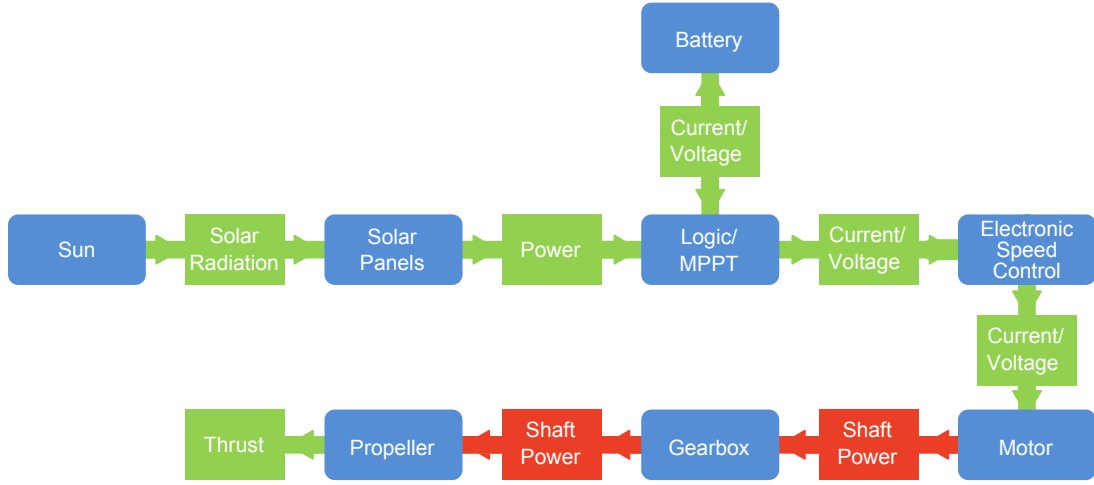 Battery
Current/
Voltage
Sun
Solar
Radiation
Solar
Panels
Power
Logic/
MPPT
Current/
Voltage
Electronic
Speed
Control
Current/
Voltage
Thrust
Propeller
Shaft
Power
Gearbox
Shaft
Power
Motor